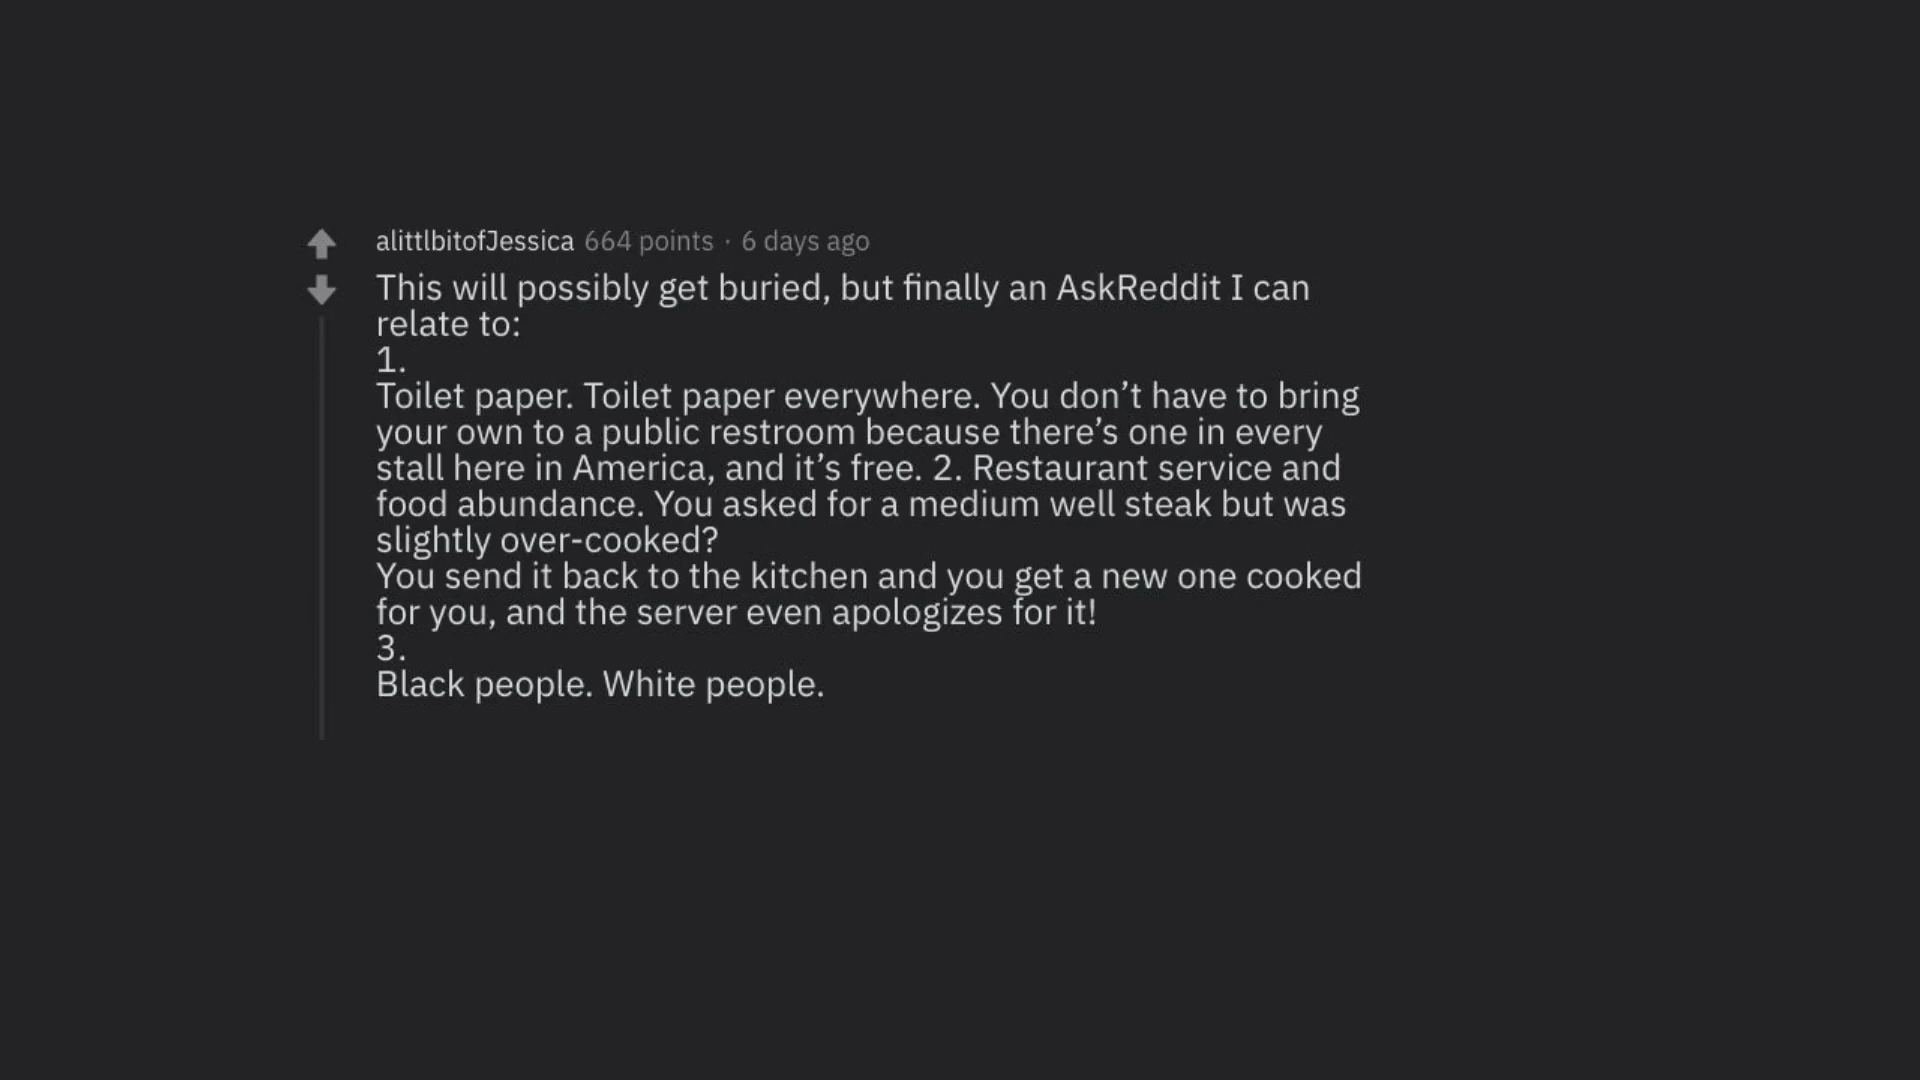 alittlbitofJessica 664 points · 6 days ago
This will possibly get buried, but finally an AskReddit I can
relate to:
1.
Toilet paper. Toilet paper everywhere. You don’t have to bring
your own to a public restroom because there’s one in every
stall here in America, and it’s free. 2. Restaurant service and
food abundance. You asked for a medium well steak but was
slightly over-cooked?
You send it back to the kitchen and you get a new one cooked
for you, and the server even apologizes for it!
3.
Black people. White people.